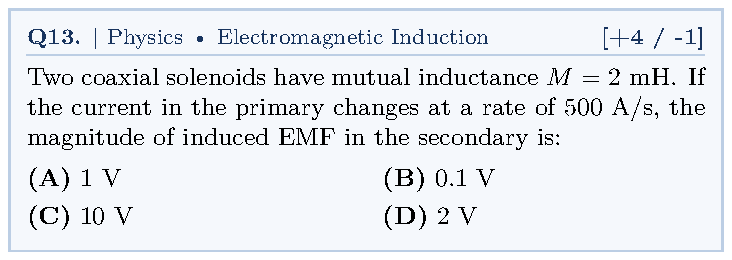 Q13. | Physics • Electromagnetic Induction [+4 / -1]
Two coaxial solenoids have mutual inductance M = 2 mH. If
the current in the primary changes at a rate of 500 A/s, the
magnitude of induced EMF in the secondary is:
(A) 1 V (B) 0.1 V
(C) 10 V (D) 2 V